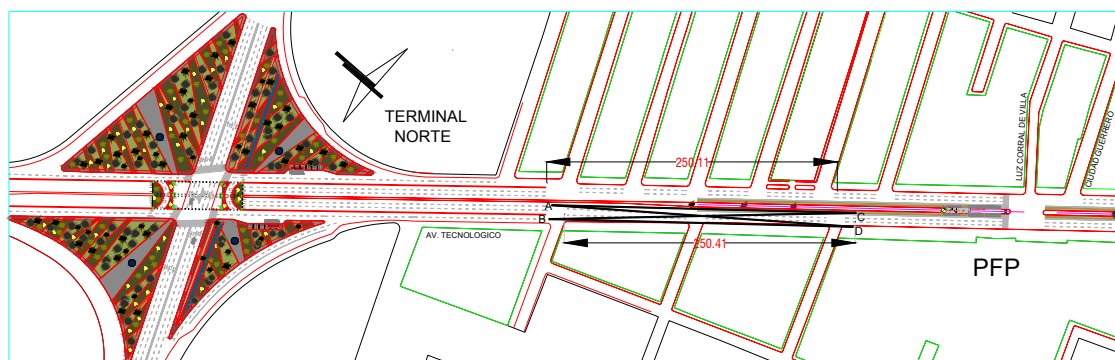 TERMINAL
NORTE
250.11
LUZ CORRAL DE VILLA
CIUDAD GUERRERO
A
B
C
D
AV. TECNOLOGICO
250.41
PFP